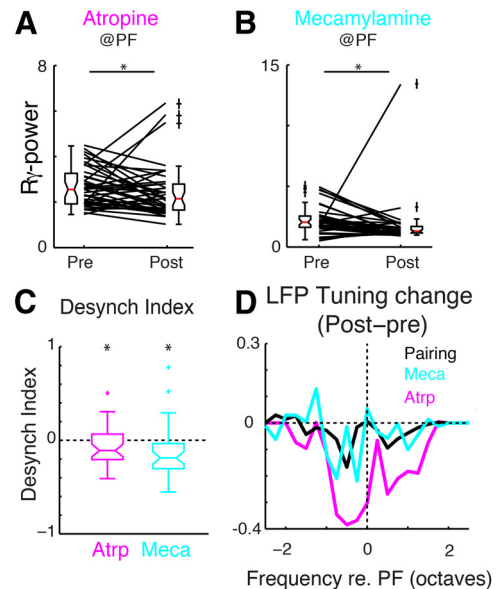 A
Atropine
@PF
*
8
0
Rγ-power
Pre
Post
B
Mecamylamine
@PF
*
15
0
Pre
Post
C
Desynch Index
1
0
−1
Desynch Index
*
*
Atrp
Meca
D
LFP Tuning change
(Post−pre)
0.3
0
-0.4
Pairing
Meca
Atrp
−2
0
2
Frequency re. PF (octaves)